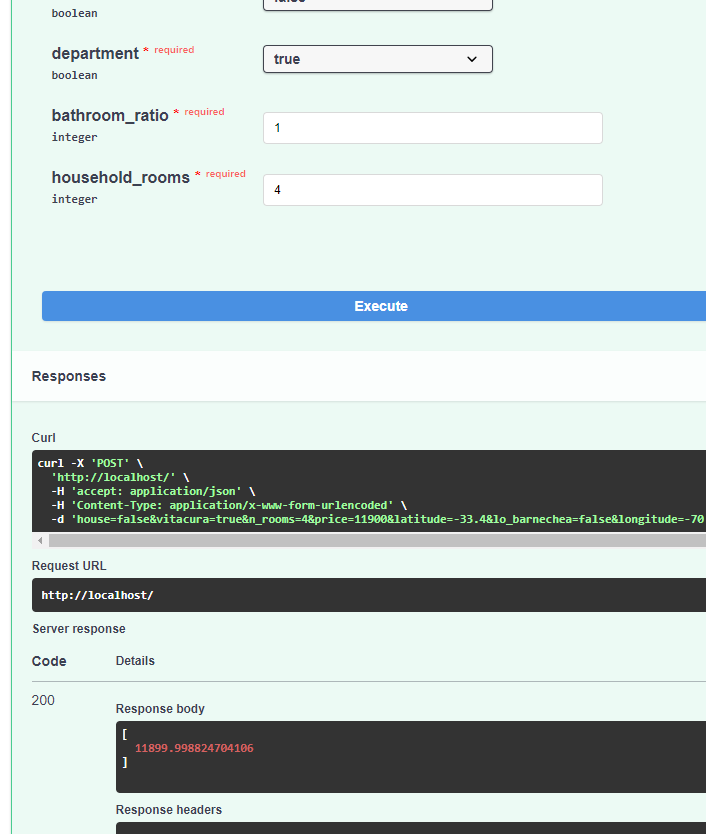 boolean
department * required
true
boolean
bathroom_ratio * required
1
integer
household_rooms * required
4
integer
Execute
Responses
Curl
curl -X 'POST' \
'http://localhost/' \
-H 'accept: application/json' \
-H 'Content-Type: application/x-www-form-urlencoded' \
-d 'house=false&vitacura=true&n_rooms=4&price=11900&latitude=-33.4&lo_barnechea=false&longitude=-70
Request URL
http://localhost/
Server response
Code Details
200
Response body
[
11899.998824704106
]
Response headers